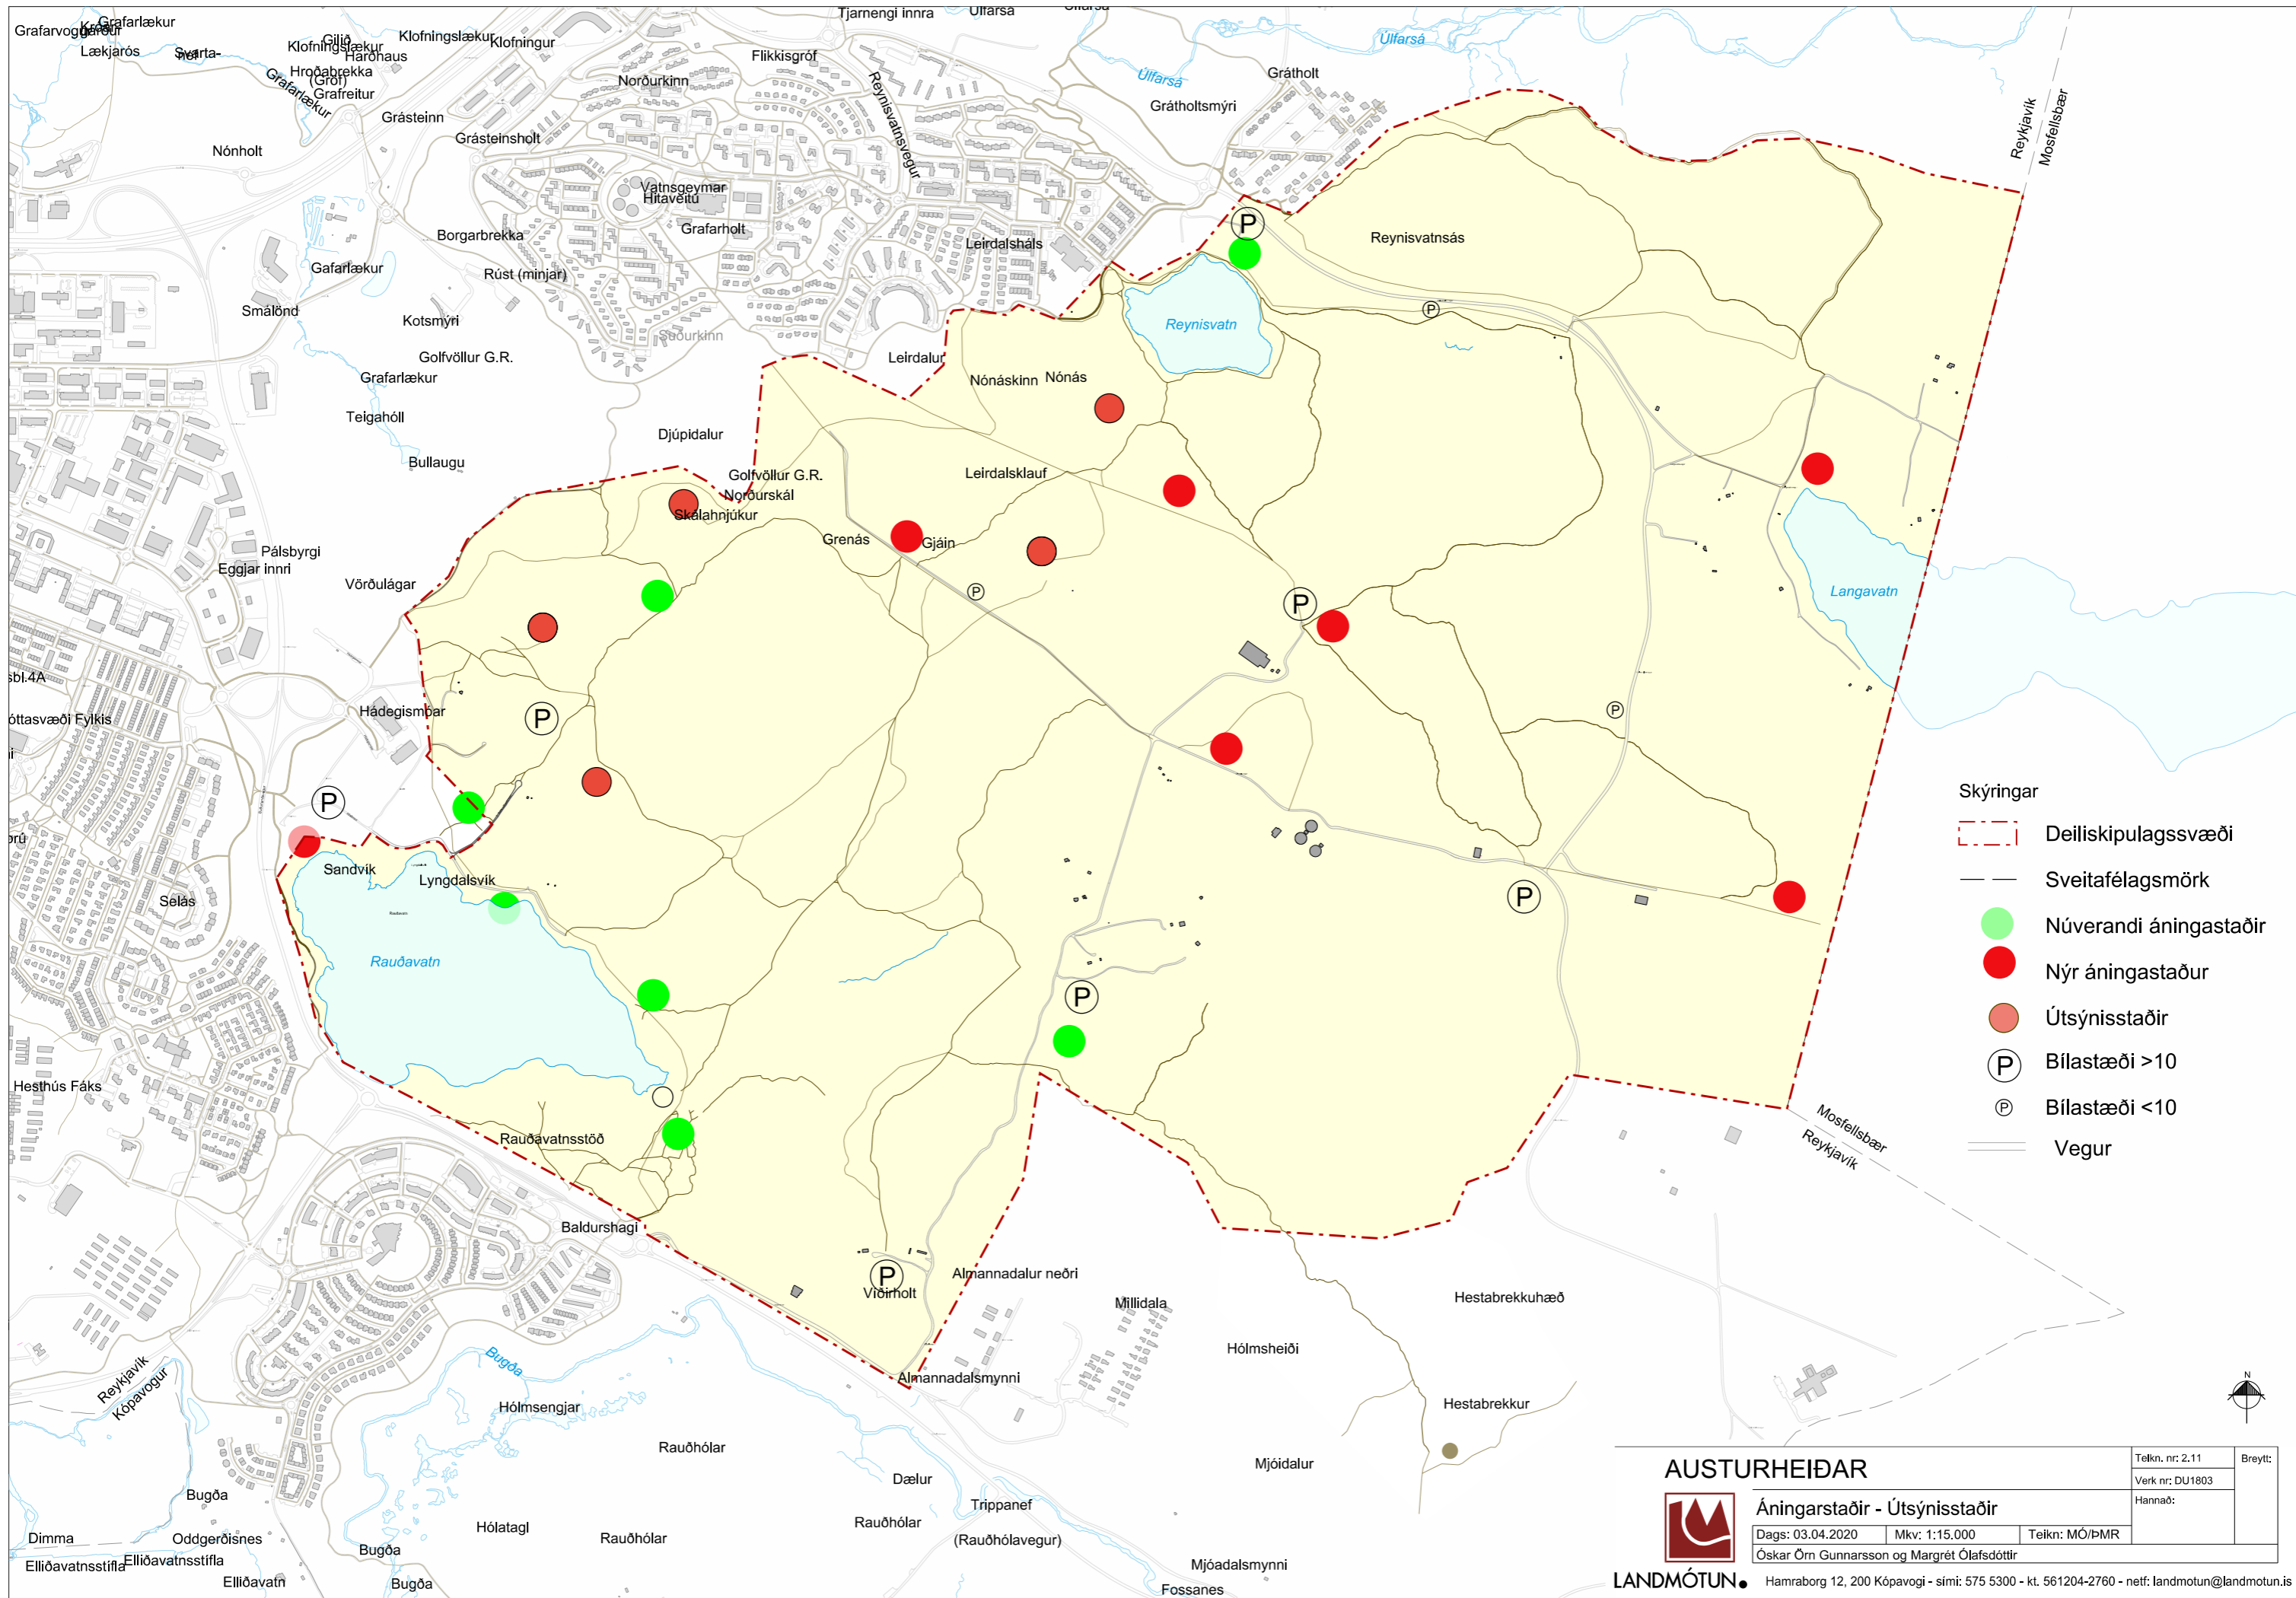 Grafarvogur
Grafarlækur
Lækjarós
Svarta-
nef
Gilið
Klofningslækur
Klofningslækur
Klofningur
Harðhaus
Hroðabrekka
(Gröf)
Grafreitur
Grafarlækur
Grásteinn
Grásteinsholt
Nónholt
Tjarnengi innra
Úlfarsá
Úlfarsá
Flikkisgróf
Norðurkinn
Reynisvatnsvegur
Úlfarsá
Úlfarsá
Grátholt
Grátholtsmýri
Reykjavík
Mosfellsbær
Vatnsgeymar
Hitaveitu
Grafarholt
Borgarbrekka
Leirdalsháls
Reynisvatnsás
P
Gafarlækur
Rúst (minjar)
Smálönd
Kotsmýri
Suðurkinn
Reynisvatn
P
Golfvöllur G.R.
Leirdalur
Grafarlækur
Nónáskinn
Nónás
Teigahóll
Djúpidalur
Bullaugu
Golfvöllur G.R.
Norðurskál
Leirdalsklauf
Skálahnjúkur
Grenás
Gjáin
Pálsbyrgi
Eggjar innri
Vörðulágar
P
P
Langavatn
sbl.4A
óttasvæði Fylkis
Hádegismóar
P
P
P
Sandvík
Lyngdalsvík
Selás
P
Rauðavatn
P
Hesthús Fáks
Rauðavatnsstöð
Baldurshagi
P
Víðirholt
Almannadalur neðri
Millidala
Hestabrekkuhæð
Hólmsheiði
Almannadalsmynni
Hestabrekkur
Mosfellsbær
Reykjavík
Reykjavík
Kópavogur
Bugða
Hólmsengjar
Rauðhólar
Mjóidalur
Dælur
Bugða
Trippanef
Hólatagl
Rauðhólar
Rauðhólar
(Rauðhólavegur)
Dimma
Oddgerðisnes
Elliðavatnsstífla
Elliðavatnsstífla
Bugða
Elliðavatn
Bugða
Mjóadalsmynni
Fossanes
Skýringar
Deiliskipulagssvæði
Sveitafélagsmörk
Núverandi áningastaðir
Nýr áningastaður
Útsýnisstaðir
P Bílastæði >10
P Bílastæði <10
Vegur
N
AUSTURHEIÐAR
Teikn. nr: 2.11
Breytt:
Verk nr: DU1803
Hannað:
Áningarstaðir - Útsýnisstaðir
Dags: 03.04.2020
Mkv: 1:15.000
Teikn: MÓ/ÞMR
Óskar Örn Gunnarsson og Margrét Ólafsdóttir
LANDMÓTUN.
Hamraborg 12, 200 Kópavogi - sími: 575 5300 - kt. 561204-2760 - netf: landmotun@landmotun.is